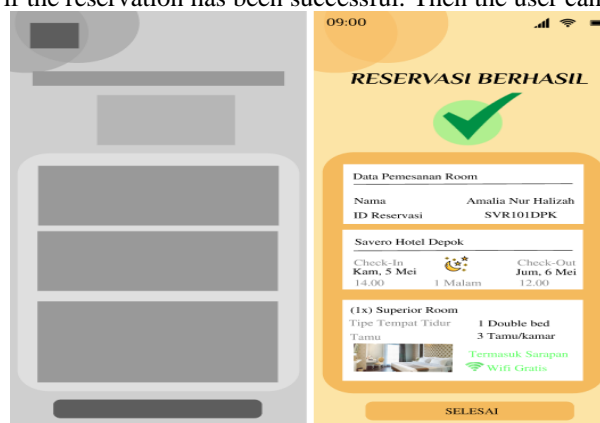 if the reservation has been successful. Then the user can
09:00
RESERVASI BERHASIL
Data Pemesanan Room
Nama Amalia Nur Halizah
ID Reservasi SVR101DPK
Savero Hotel Depok
Check-In Check-Out
Kam, 5 Mei Jum, 6 Mei
14.00 1 Malam 12.00
(1x) Superior Room
Tipe Tempat Tidur 1 Double bed
Tamu 3 Tamu/kamar
Termasuk Sarapan
Wifi Gratis
SELESAI